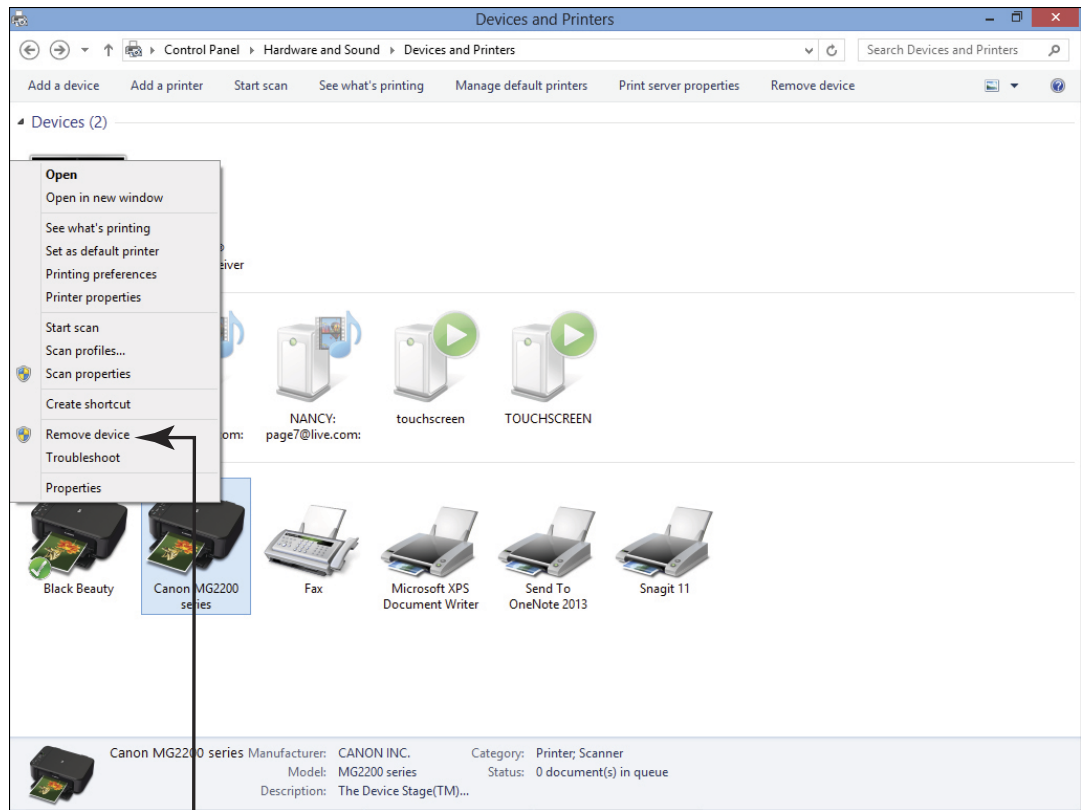 Devices and Printers
Control Panel Hardware and Sound Devices and Printers
Search Devices and Printers
Add a device Add a printer Start scan See what's printing Manage default printers Print server properties Remove device
Devices (2)
Open
Open in new window
See what's printing
Set as default printer
Printing preferences
Printer properties
Start scan
Scan profiles...
Scan properties
Create shortcut
Remove device
Troubleshoot
Properties
om:
NANCY:
page7@live.com:
touchscreen
TOUCHSCREEN
Black Beauty
Canon MG2200
series
Fax
Microsoft XPS
Document Writer
Send To
OneNote 2013
Snagit 11
Canon MG2200 series Manufacturer: CANON INC. Category: Printer; Scanner
Model: MG2200 series Status: 0 document(s) in queue
Description: The Device Stage(TM)...